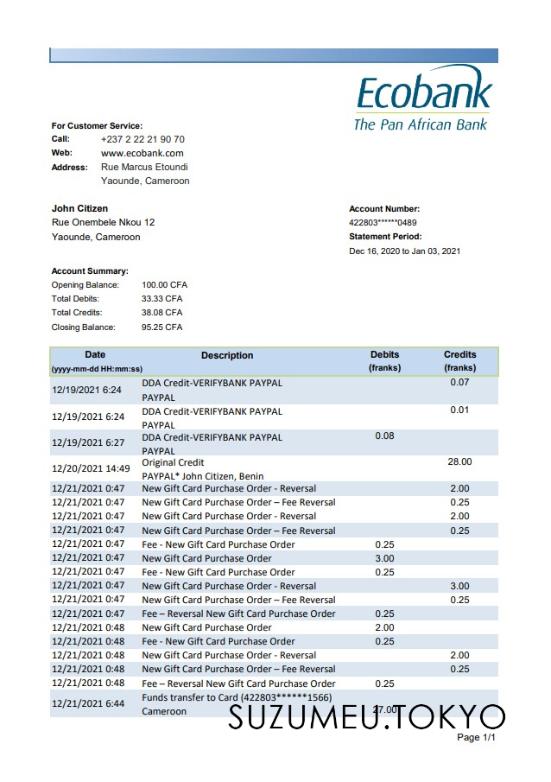 Ecobank
The Pan African Bank
For Customer Service:
Call: +237 2 22 21 90 70
Web: www.ecobank.com
Address: Rue Marcus Etoundi
Yaounde, Cameroon
John Citizen
Rue Onembele Nkou 12
Yaounde, Cameroon
Account Number:
422803******0489
Statement Period:
Dec 16, 2020 to Jan 03, 2021
Account Summary:
Opening Balance: 100.00 CFA
Total Debits: 33.33 CFA
Total Credits: 38.08 CFA
Closing Balance: 95.25 CFA
Date Description Debits Credits
(yyyy-mm-dd HH:mm:ss) (franks) (franks)
12/19/2021 6:24 DDA Credit-VERIFYBANK PAYPAL 0.07
PAYPAL
12/19/2021 6:24 DDA Credit-VERIFYBANK PAYPAL 0.01
PAYPAL
12/19/2021 6:27 DDA Credit-VERIFYBANK PAYPAL 0.08
PAYPAL
12/20/2021 14:49 Original Credit 28.00
PAYPAL* John Citizen, Benin
12/21/2021 0:47 New Gift Card Purchase Order - Reversal 2.00
12/21/2021 0:47 New Gift Card Purchase Order – Fee Reversal 0.25
12/21/2021 0:47 New Gift Card Purchase Order - Reversal 2.00
12/21/2021 0:47 New Gift Card Purchase Order – Fee Reversal 0.25
12/21/2021 0:47 Fee - New Gift Card Purchase Order 0.25
12/21/2021 0:47 New Gift Card Purchase Order 3.00
12/21/2021 0:47 Fee - New Gift Card Purchase Order 0.25
12/21/2021 0:47 New Gift Card Purchase Order - Reversal 3.00
12/21/2021 0:47 New Gift Card Purchase Order – Fee Reversal 0.25
12/21/2021 0:47 Fee – Reversal New Gift Card Purchase Order 0.25
12/21/2021 0:48 New Gift Card Purchase Order 2.00
12/21/2021 0:48 Fee - New Gift Card Purchase Order 0.25
12/21/2021 0:48 New Gift Card Purchase Order - Reversal 2.00
12/21/2021 0:48 New Gift Card Purchase Order – Fee Reversal 0.25
12/21/2021 0:48 Fee – Reversal New Gift Card Purchase Order 0.25
12/21/2021 6:44 Funds transfer to Card (422803******1566)
Cameroon 27.00
SUZUMEU.TOKYO
Page 1/1